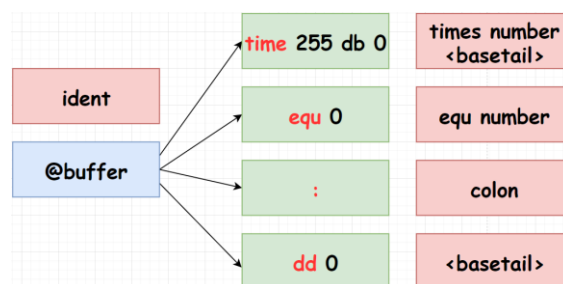 time 255 db 0
times number
<basetail>
ident
equ 0
equ number
@buffer
:
colon
dd 0
<basetail>